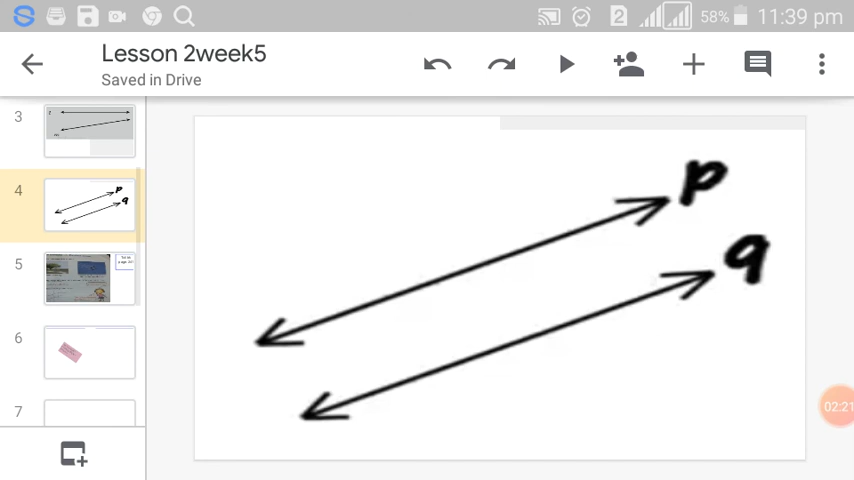 58% 11:39 pm
Lesson 2week5
Saved in Drive
3
4
p
q
5
6
7
p
q
02:21